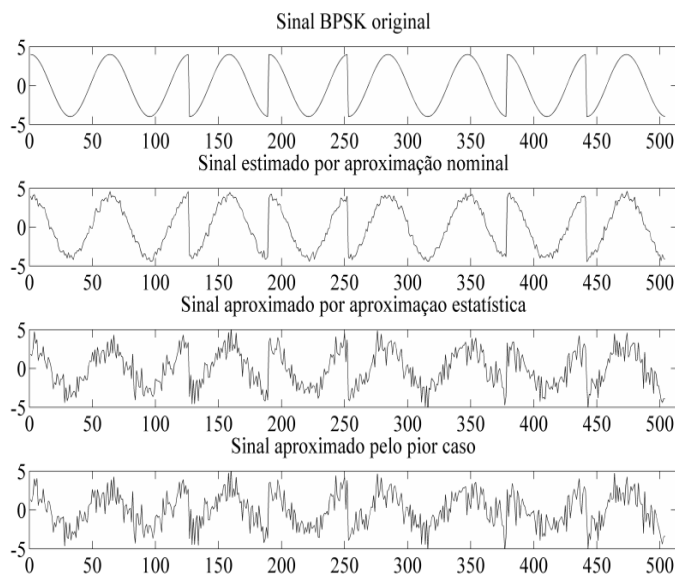 Sinal BPSK original
5
0
-5
0 50 100 150 200 250 300 350 400 450 500
Sinal estimado por aproximação nominal
5
0
-5
0 50 100 150 200 250 300 350 400 450 500
Sinal aproximado por aproximaçao estatística
5
0
-5
0 50 100 150 200 250 300 350 400 450 500
Sinal aproximado pelo pior caso
5
0
-5
0 50 100 150 200 250 300 350 400 450 500